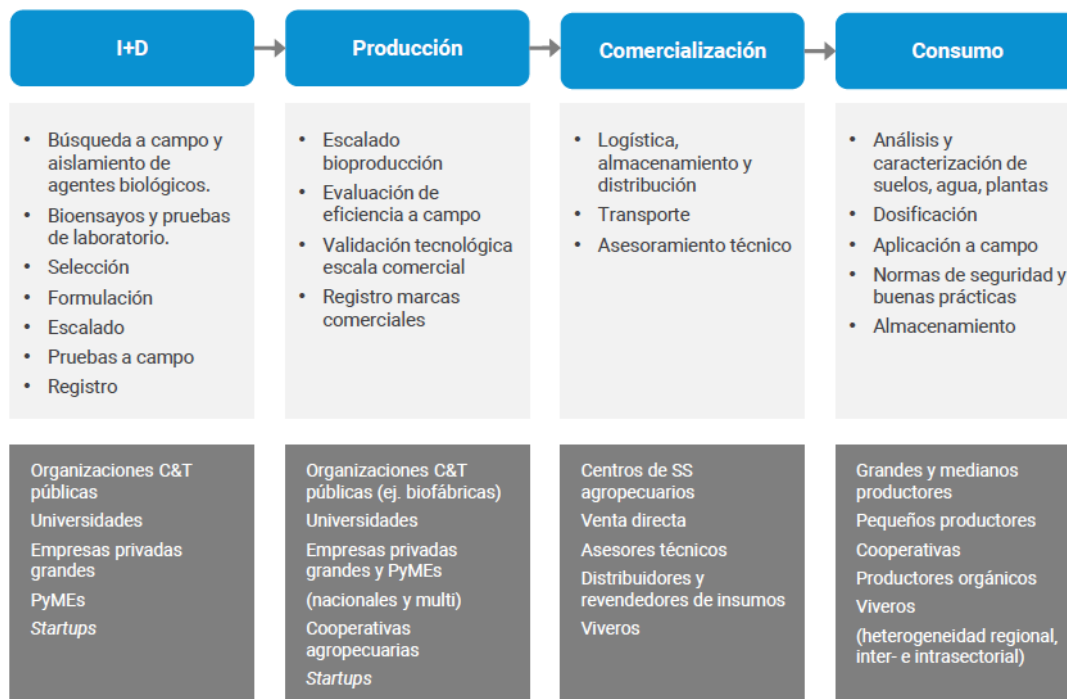 I+D
Producción
Comercialización
Consumo
• Búsqueda a campo y
aislamiento de
agentes biológicos.
• Bioensayos y pruebas
de laboratorio.
• Selección
• Formulación
• Escalado
• Pruebas a campo
• Registro
• Escalado
bioproducción
• Evaluación de
eficiencia a campo
• Validación tecnológica
escala comercial
• Registro marcas
comerciales
• Logística,
almacenamiento y
distribución
• Transporte
• Asesoramiento técnico
• Análisis y
caracterización de
suelos, agua, plantas
• Dosificación
• Aplicación a campo
• Normas de seguridad y
buenas prácticas
• Almacenamiento
Organizaciones C&T
públicas
Universidades
Empresas privadas
grandes
PyMEs
Startups
Organizaciones C&T
públicas (ej. biofábricas)
Universidades
Empresas privadas
grandes y PyMEs
(nacionales y multi)
Cooperativas
agropecuarias
Startups
Centros de SS
agropecuarios
Venta directa
Asesores técnicos
Distribuidores y
revendedores de insumos
Viveros
Grandes y medianos
productores
Pequeños productores
Cooperativas
Productores orgánicos
Viveros
(heterogeneidad regional,
inter- e intrasectorial)